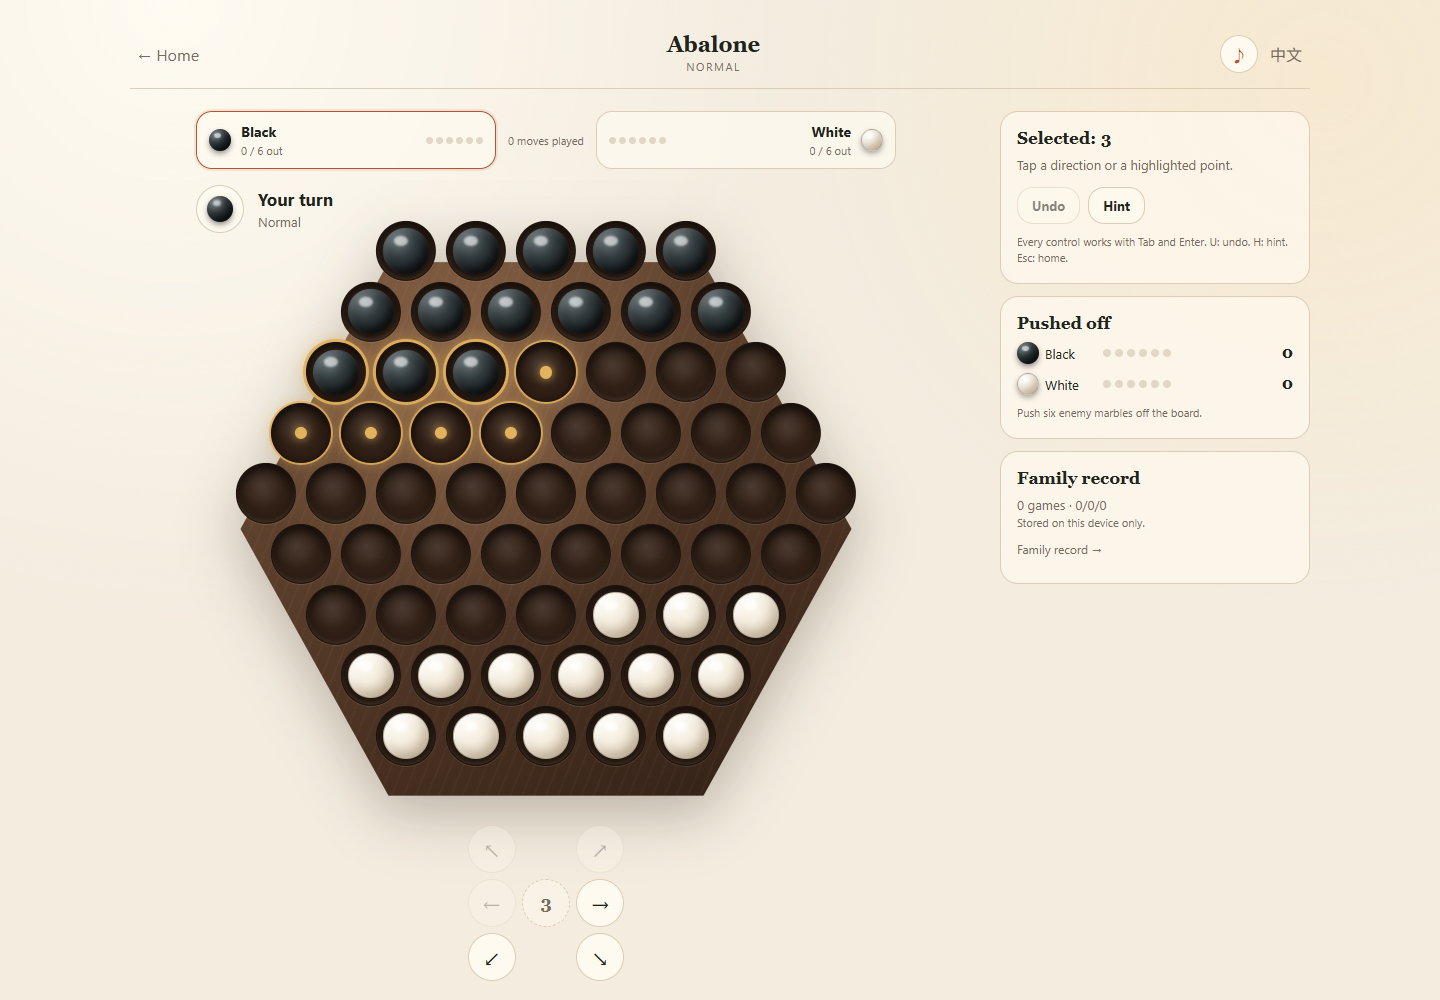 ← Home
Abalone
NORMAL
♪
中文
Black
0 / 6 out
0 moves played
White
0 / 6 out
Your turn
Normal
Selected: 3
Tap a direction or a highlighted point.
Undo
Hint
Every control works with Tab and Enter. U: undo. H: hint.
Esc: home.
Pushed off
Black
0
White
0
Push six enemy marbles off the board.
Family record
0 games · 0/0/0
Stored on this device only.
Family record →
↖
↗
←
3
→
↙
↘